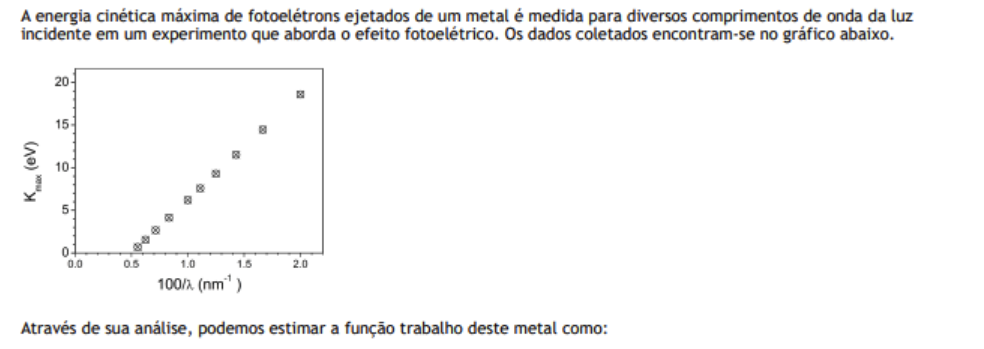 A energia cinética máxima de fotoelétrons ejetados de um metal é medida para diversos comprimentos de onda da luz
incidente em um experimento que aborda o efeito fotoelétrico. Os dados coletados encontram-se no gráfico abaixo.
20
15
K_max (eV)
10
5
0
0.0 0.5 1.0 1.5 2.0
100/λ (nm⁻¹)
Através de sua análise, podemos estimar a função trabalho deste metal como: